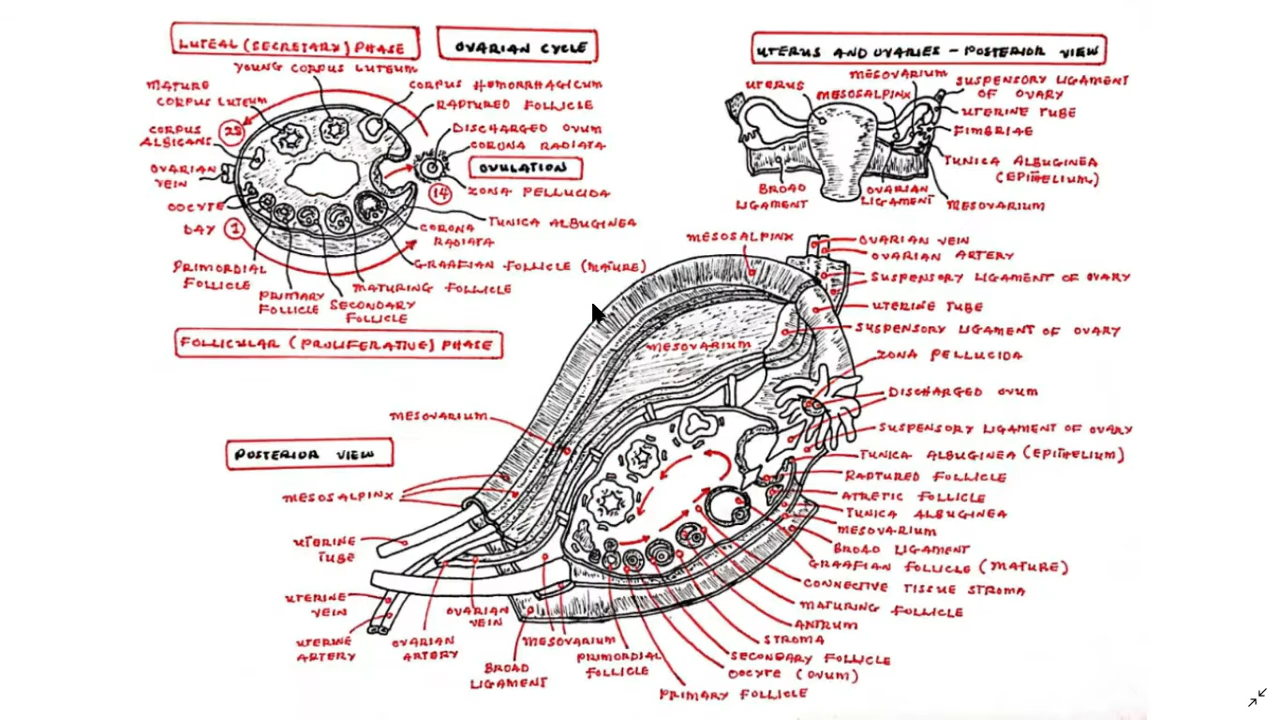 LUTEAL (SECRETARY) PHASE
OVARIAN CYCLE
YOUNG CORPUS LUTEUM
MATURE
CORPUS LUTEUM
CORPUS HEMORRHAGICUM
RAPTURED FOLLICLE
CORPUS
ALBICANS
28
DISCHARGED OVUM
CORONA RADIATA
OVARIAN
VEIN
OVULATION
14
ZONA PELLUCIDA
OOCYTE
DAY 1
TUNICA ALBUGINEA
CORONA
RADIATA
GRAAFIAN FOLLICLE (MATURE)
PRIMORDIAL
FOLLICLE
MATURING FOLLICLE
PRIMARY
FOLLICLE
SECONDARY
FOLLICLE
FOLLICULAR (PROLIFERATIVE) PHASE
UTERUS AND OVARIES - POSTERIOR VIEW
UTERUS
MESOVARIUM
MESOSALPINX
SUSPENSORY LIGAMENT
OF OVARY
UTERINE TUBE
FIMBRIAE
TUNICA ALBUGINEA
(EPITHELIUM)
BROAD
LIGAMENT
OVARIAN
LIGAMENT
MESOVARIUM
MESOSALPINX
OVARIAN VEIN
OVARIAN ARTERY
SUSPENSORY LIGAMENT OF OVARY
UTERINE TUBE
SUSPENSORY LIGAMENT OF OVARY
MESOVARIUM
ZONA PELLUCIDA
DISCHARGED OVUM
MESOVARIUM
SUSPENSORY LIGAMENT OF OVARY
POSTERIOR VIEW
TUNICA ALBUGINEA (EPITHELIUM)
RAPTURED FOLLICLE
MESOSALPINX
ATRETIC FOLLICLE
TUNICA ALBUGINEA
MESOVARIUM
UTERINE
TUBE
BROAD LIGAMENT
GRAAFIAN FOLLICLE (MATURE)
CONNECTIVE TISSUE STROMA
UTERINE
VEIN
MATURING FOLLICLE
OVARIAN
VEIN
ANTRUM
UTERINE
ARTERY
OVARIAN
ARTERY
MESOVARIUM
STROMA
PRIMORDIAL
FOLLICLE
SECONDARY FOLLICLE
BROAD
LIGAMENT
OOCYTE (OVUM)
PRIMARY FOLLICLE